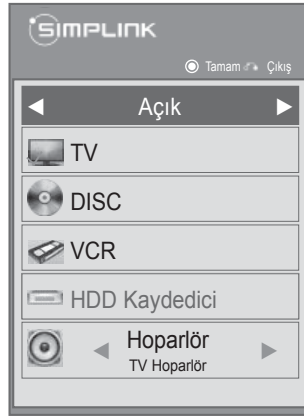 SIMPLINK
Tamam Çıkış
Açık
TV
DISC
VCR
HDD Kaydedici
Hoparlör
TV Hoparlör